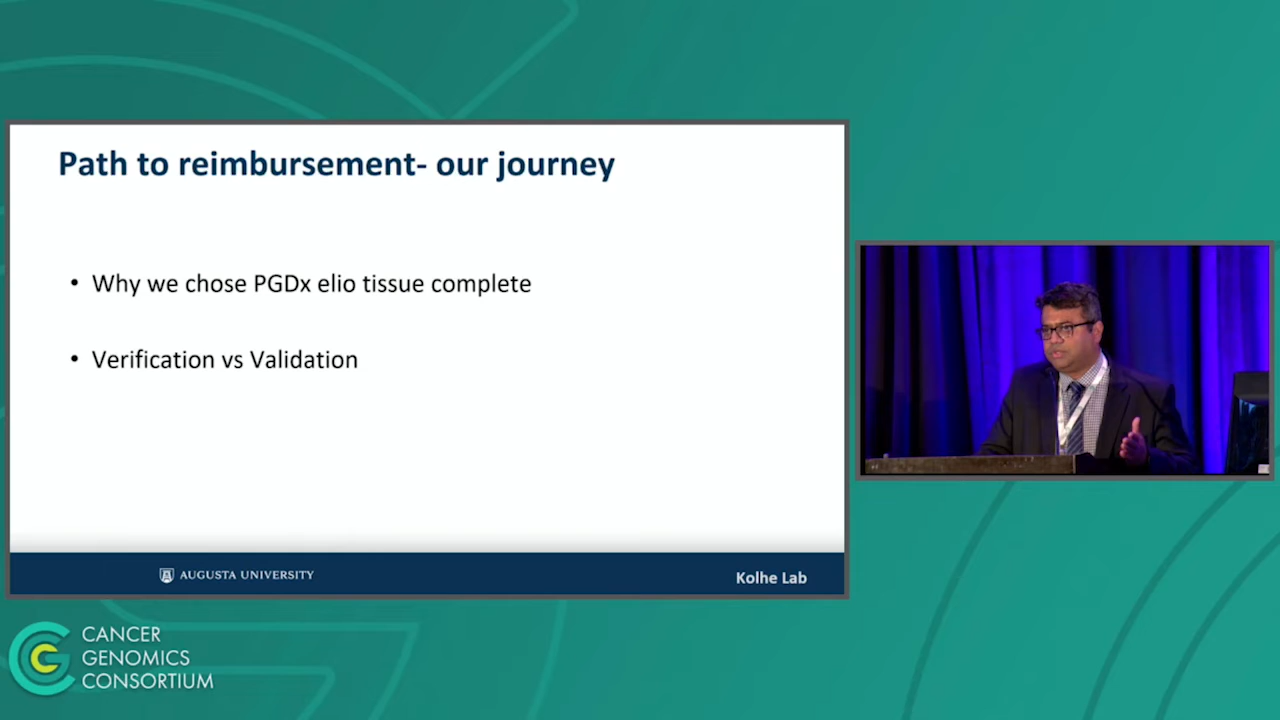 Path to reimbursement- our journey
• Why we chose PGDx elio tissue complete
• Verification vs Validation
AUGUSTA UNIVERSITY
Kolhe Lab
CANCER
GENOMICS
CONSORTIUM